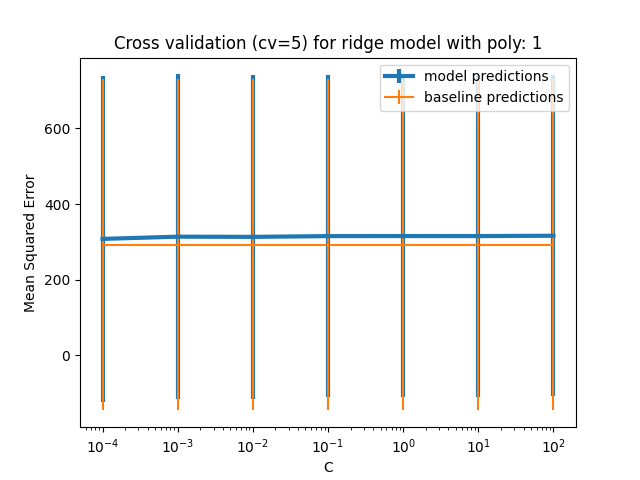 Cross validation (cv=5) for ridge model with poly: 1
model predictions
baseline predictions
Mean Squared Error
600
400
200
0
10⁻⁴ 10⁻³ 10⁻² 10⁻¹ 10⁰ 10¹ 10²
C